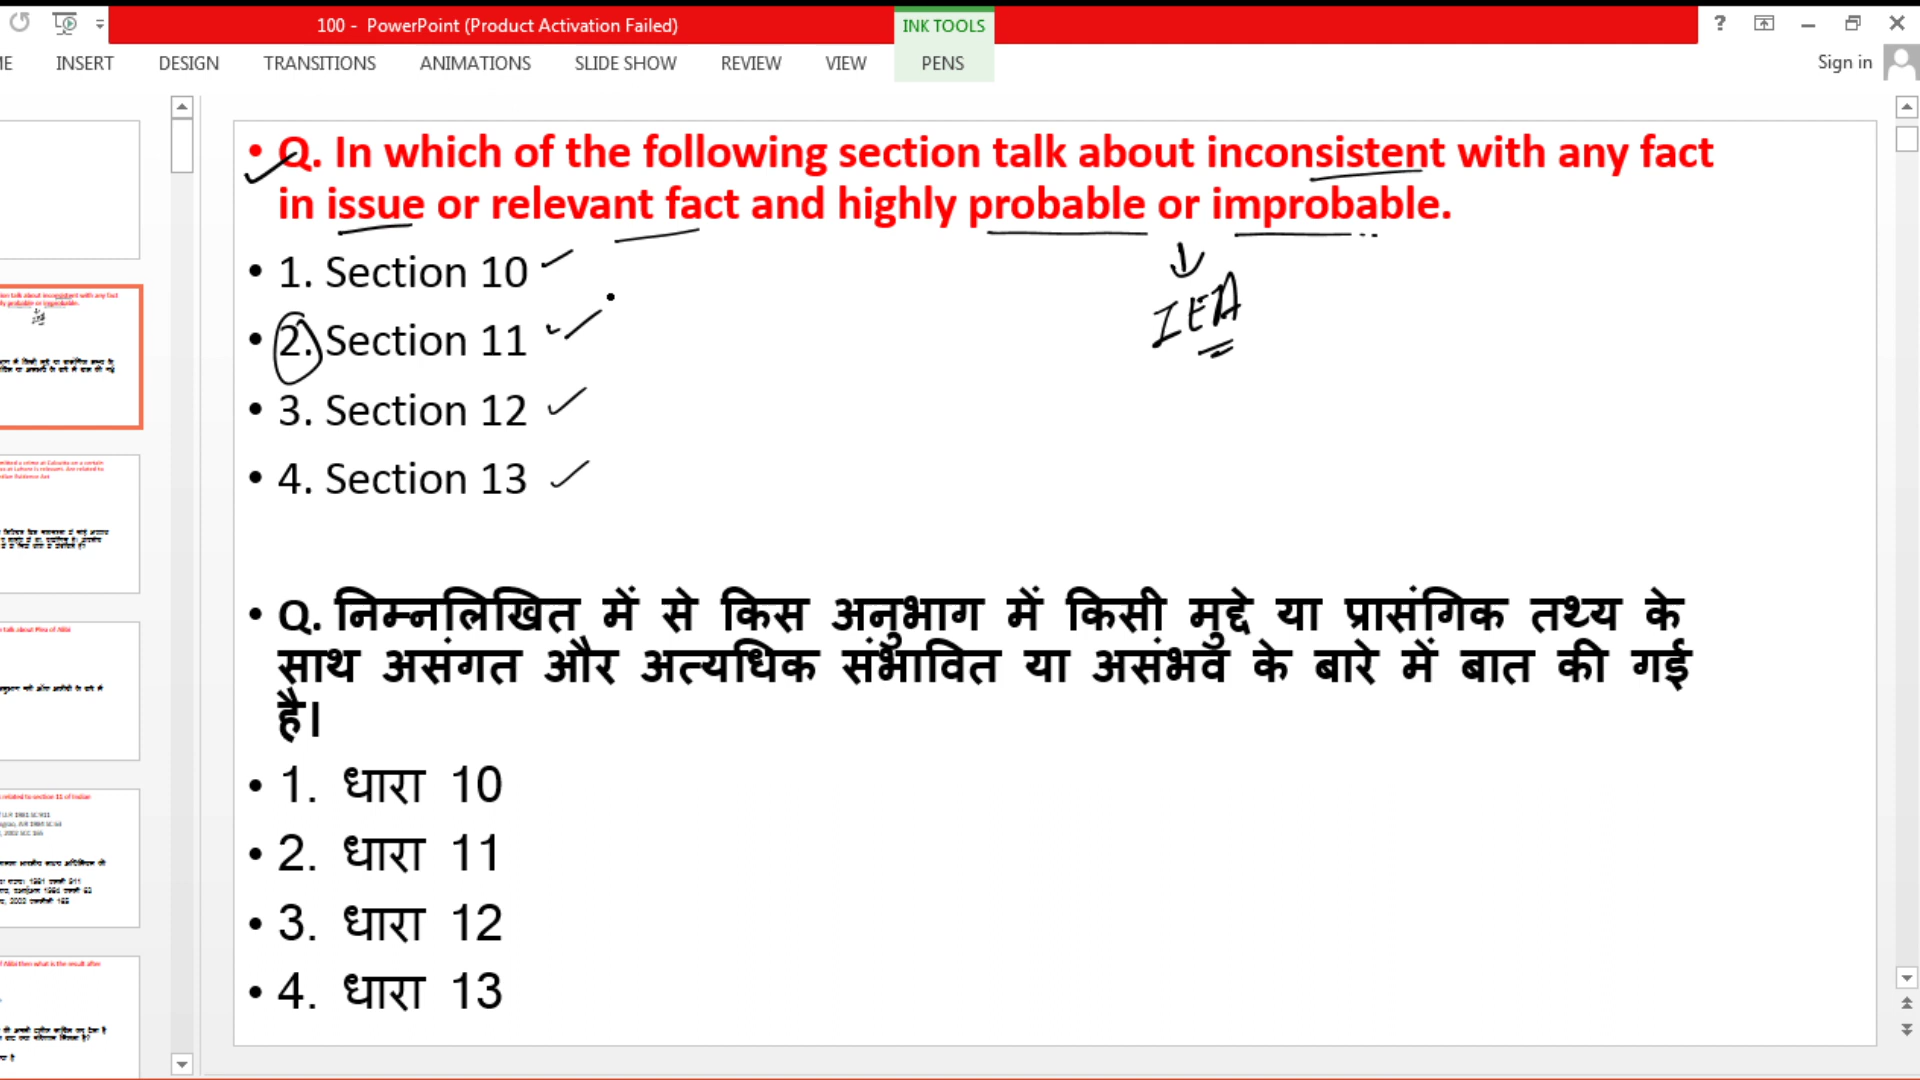 100 -  PowerPoint (Product Activation Failed)
INK TOOLS
INSERT DESIGN TRANSITIONS ANIMATIONS SLIDE SHOW REVIEW VIEW PENS
Sign in
• Q. In which of the following section talk about inconsistent with any fact
in issue or relevant fact and highly probable or improbable.
• 1. Section 10
• 2. Section 11
• 3. Section 12
• 4. Section 13
IEA
• Q. निम्नलिखित में से किस अनुभाग में किसी मुद्दे या प्रासंगिक तथ्य के
साथ असंगत और अत्यधिक संभावित या असंभव के बारे में बात की गई
है।
• 1. धारा 10
• 2. धारा 11
• 3. धारा 12
• 4. धारा 13